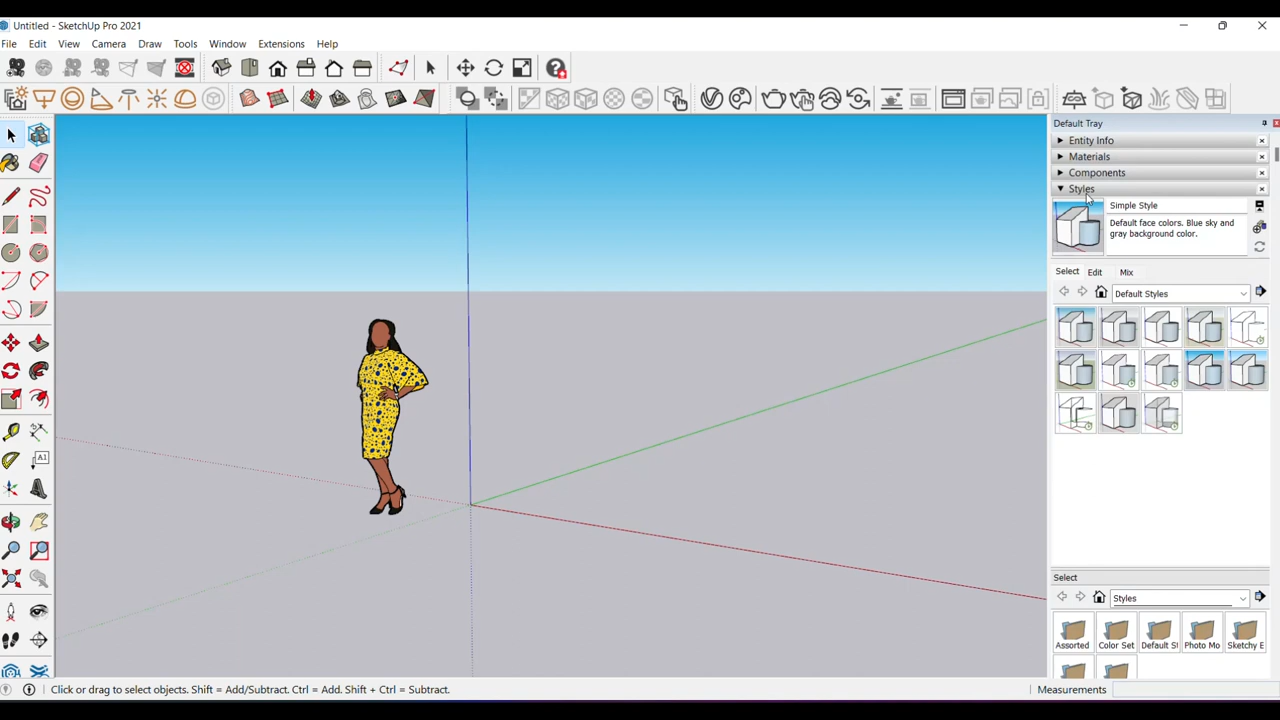 Untitled - SketchUp Pro 2021
File Edit View Camera Draw Tools Window Extensions Help
Default Tray
Entity Info
Materials
Components
Styles
Simple Style
Default face colors. Blue sky and
gray background color.
Select Edit Mix
Default Styles
A1
Select
Styles
Assorted Color Set Default S! Photo Mo Sketchy E
Click or drag to select objects. Shift = Add/Subtract. Ctrl = Add. Shift + Ctrl = Subtract.
Measurements